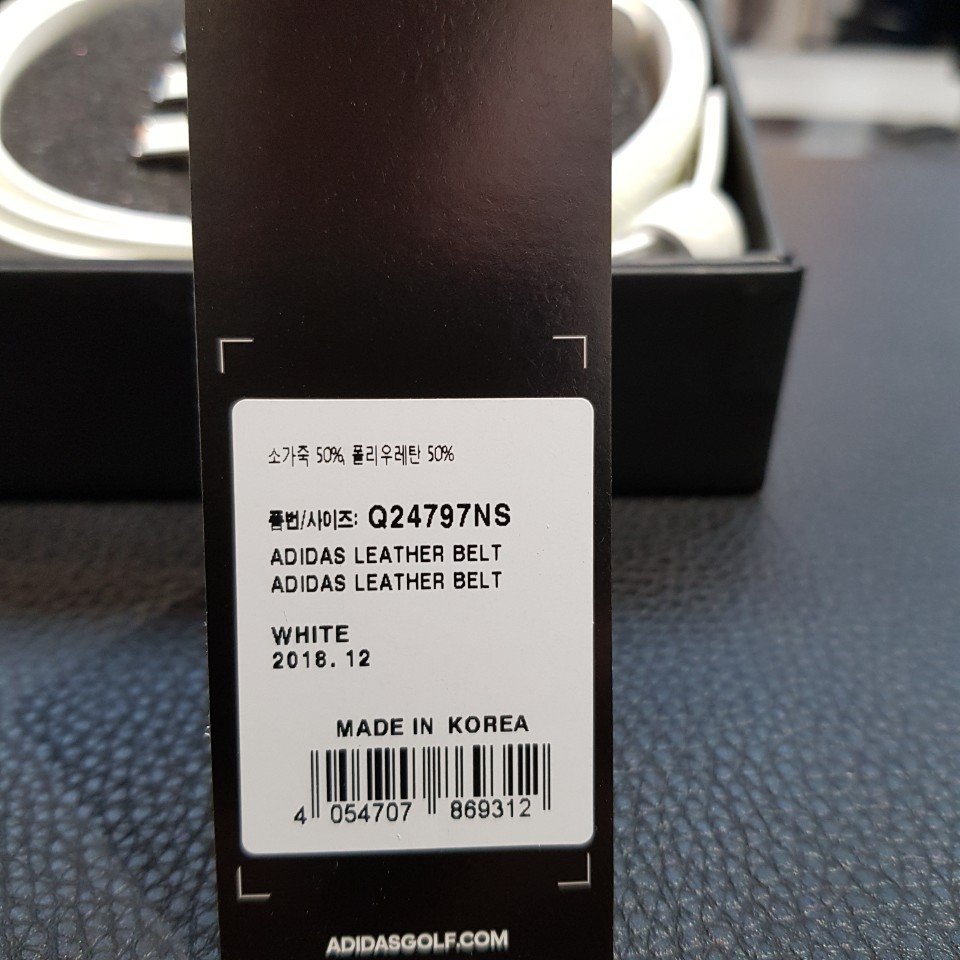 소가죽 50%, 폴리우레탄 50%
품번/사이즈: Q24797NS
ADIDAS LEATHER BELT
ADIDAS LEATHER BELT
WHITE
2018. 12
MADE IN KOREA
4 054707 869312
ADIDASGOLF.COM